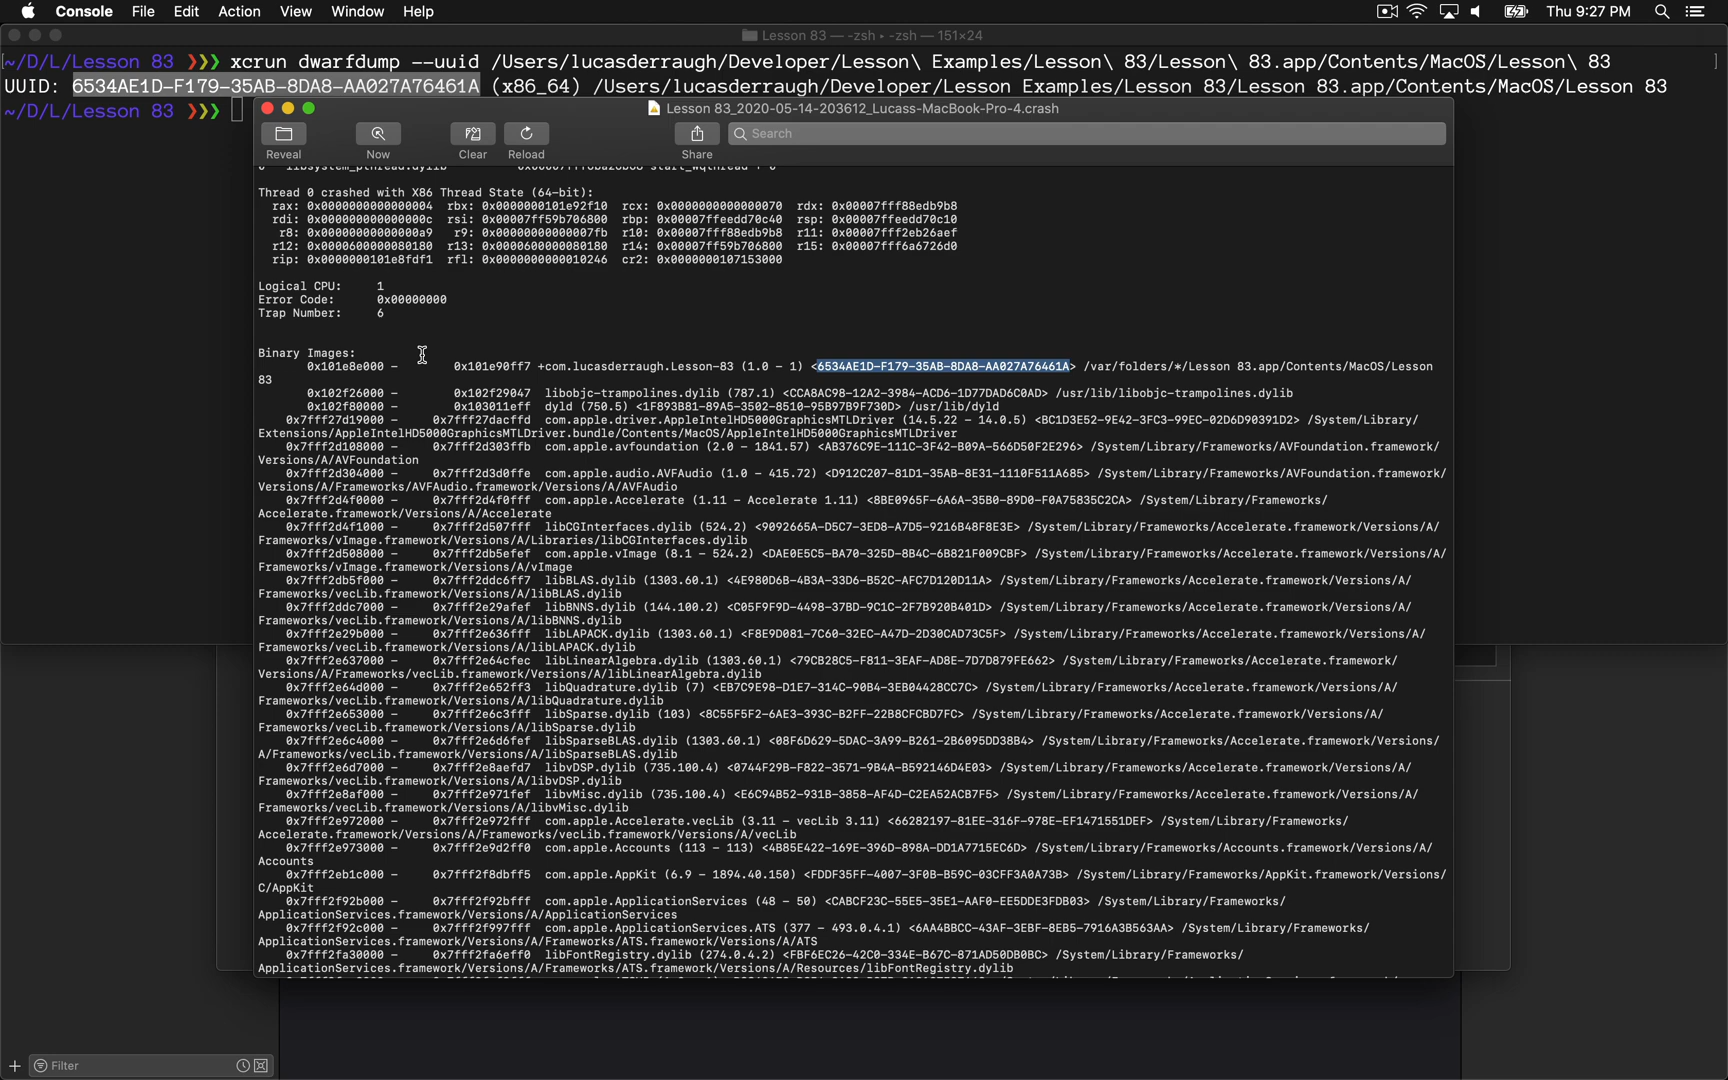 Console File Edit Action View Window Help Thu 9:27 PM
Lesson 83 — -zsh ▸ -zsh — 151×24
~/D/L/Lesson 83 ❯❯❯ xcrun dwarfdump --uuid /Users/lucasderraugh/Developer/Lesson\ Examples/Lesson\ 83/Lesson\ 83.app/Contents/MacOS/Lesson\ 83
UUID: 6534AE1D-F179-35AB-8DA8-AA027A76461A (x86_64) /Users/lucasderraugh/Developer/Lesson Examples/Lesson 83/Lesson 83.app/Contents/MacOS/Lesson 83
~/D/L/Lesson 83 ❯❯❯
Lesson 83_2020-05-14-203612_Lucass-MacBook-Pro-4.crash
Search
Reveal Now Clear Reload Share
Thread 0 crashed with X86 Thread State (64-bit):
rax: 0x0000000000000004 rbx: 0x0000000101e92f10 rcx: 0x0000000000000070 rdx: 0x00007fff88edb9b8
rdi: 0x000000000000000c rsi: 0x00007ff59b706800 rbp: 0x00007ffeedd70c40 rsp: 0x00007ffeedd70c10
r8: 0x00000000000000a9 r9: 0x00000000000007fb r10: 0x00007fff88edb9b8 r11: 0x00007fff2eb26aef
r12: 0x0000600000080180 r13: 0x0000600000080180 r14: 0x00007ff59b706800 r15: 0x00007fff6a6726d0
rip: 0x0000000101e8fdf1 rfl: 0x0000000000010246 cr2: 0x0000000107153000
Logical CPU: 1
Error Code: 0x00000000
Trap Number: 6
Binary Images:
0x101e8e000 - 0x101e90ff7 +com.lucasderraugh.Lesson-83 (1.0 - 1) <6534AE1D-F179-35AB-8DA8-AA027A76461A> /var/folders/*/Lesson 83.app/Contents/MacOS/Lesson
83
0x102f26000 - 0x102f29047 libobjc-trampolines.dylib (787.1) <CCA8AC98-12A2-3984-ACD6-1D77DAD6C0AD> /usr/lib/libobjc-trampolines.dylib
0x102f80000 - 0x103011eff dyld (750.5) <1F893B81-89A5-3502-8510-95B97B9F730D> /usr/lib/dyld
0x7fff27d19000 - 0x7fff27dacffd com.apple.driver.AppleIntelHD5000GraphicsMTLDriver (14.5.22 - 14.0.5) <BC1D3E52-9E42-3FC3-99EC-02D6D90391D2> /System/Library/
Extensions/AppleIntelHD5000GraphicsMTLDriver.bundle/Contents/MacOS/AppleIntelHD5000GraphicsMTLDriver
0x7fff2d108000 - 0x7fff2d303ffb com.apple.avfoundation (2.0 - 1841.57) <AB376C9E-111C-3F42-B09A-566D50F2E296> /System/Library/Frameworks/AVFoundation.framework/
Versions/A/AVFoundation
0x7fff2d304000 - 0x7fff2d3d0ffe com.apple.audio.AVFAudio (1.0 - 415.72) <D912C207-81D1-35AB-8E31-1110F511A685> /System/Library/Frameworks/AVFoundation.framework/
Versions/A/Frameworks/AVFAudio.framework/Versions/A/AVFAudio
0x7fff2d4f0000 - 0x7fff2d4f0fff com.apple.Accelerate (1.11 - Accelerate 1.11) <8BE0965F-6A6A-35B0-89D0-F0A75835C2CA> /System/Library/Frameworks/
Accelerate.framework/Versions/A/Accelerate
0x7fff2d4f1000 - 0x7fff2d507fff libCGInterfaces.dylib (524.2) <9092665A-D5C7-3ED8-A7D5-9216B48F8E3E> /System/Library/Frameworks/Accelerate.framework/Versions/A/
Frameworks/vImage.framework/Versions/A/Libraries/libCGInterfaces.dylib
0x7fff2d508000 - 0x7fff2db5efef com.apple.vImage (8.1 - 524.2) <DAE0E5C5-BA70-325D-8B4C-6B821F009CBF> /System/Library/Frameworks/Accelerate.framework/Versions/A/
Frameworks/vImage.framework/Versions/A/vImage
0x7fff2db5f000 - 0x7fff2ddc6ff7 libBLAS.dylib (1303.60.1) <4E980D6B-4B3A-33D6-B52C-AFC7D120D11A> /System/Library/Frameworks/Accelerate.framework/Versions/A/
Frameworks/vecLib.framework/Versions/A/libBLAS.dylib
0x7fff2ddc7000 - 0x7fff2e29afef libBNNS.dylib (144.100.2) <C05F9F9D-4498-37BD-9C1C-2F7B920B401D> /System/Library/Frameworks/Accelerate.framework/Versions/A/
Frameworks/vecLib.framework/Versions/A/libBNNS.dylib
0x7fff2e29b000 - 0x7fff2e636fff libLAPACK.dylib (1303.60.1) <F8E9D081-7C60-32EC-A47D-2D30CAD73C5F> /System/Library/Frameworks/Accelerate.framework/Versions/A/
Frameworks/vecLib.framework/Versions/A/libLAPACK.dylib
0x7fff2e637000 - 0x7fff2e64cfec libLinearAlgebra.dylib (1303.60.1) <79CB28C5-F811-3EAF-AD8E-7D7D879FE662> /System/Library/Frameworks/Accelerate.framework/
Versions/A/Frameworks/vecLib.framework/Versions/A/libLinearAlgebra.dylib
0x7fff2e64d000 - 0x7fff2e652ff3 libQuadrature.dylib (7) <EB7C9E98-D1E7-314C-90B4-3EB04428CC7C> /System/Library/Frameworks/Accelerate.framework/Versions/A/
Frameworks/vecLib.framework/Versions/A/libQuadrature.dylib
0x7fff2e653000 - 0x7fff2e6c3fff libSparse.dylib (103) <8C55F5F2-6AE3-393C-B2FF-22B8CFCBD7FC> /System/Library/Frameworks/Accelerate.framework/Versions/A/
Frameworks/vecLib.framework/Versions/A/libSparse.dylib
0x7fff2e6c4000 - 0x7fff2e6d6fef libSparseBLAS.dylib (1303.60.1) <08F6D629-5DAC-3A99-B261-2B6095DD38B4> /System/Library/Frameworks/Accelerate.framework/Versions/
A/Frameworks/vecLib.framework/Versions/A/libSparseBLAS.dylib
0x7fff2e6d7000 - 0x7fff2e8aefd7 libvDSP.dylib (735.100.4) <0744F29B-F822-3571-9B4A-B592146D4E03> /System/Library/Frameworks/Accelerate.framework/Versions/A/
Frameworks/vecLib.framework/Versions/A/libvDSP.dylib
0x7fff2e8af000 - 0x7fff2e971fef libvMisc.dylib (735.100.4) <E6C94B52-931B-3858-AF4D-C2EA52ACB7F5> /System/Library/Frameworks/Accelerate.framework/Versions/A/
Frameworks/vecLib.framework/Versions/A/libvMisc.dylib
0x7fff2e972000 - 0x7fff2e972fff com.apple.Accelerate.vecLib (3.11 - vecLib 3.11) <66282197-81EE-316F-978E-EF1471551DEF> /System/Library/Frameworks/
Accelerate.framework/Versions/A/Frameworks/vecLib.framework/Versions/A/vecLib
0x7fff2e973000 - 0x7fff2e9d2ff0 com.apple.Accounts (113 - 113) <4B85E422-169E-396D-898A-DD1A7715EC6D> /System/Library/Frameworks/Accounts.framework/Versions/A/
Accounts
0x7fff2eb1c000 - 0x7fff2f8dbff5 com.apple.AppKit (6.9 - 1894.40.150) <FDDF35FF-4007-3F0B-B59C-03CFF3A0A73B> /System/Library/Frameworks/AppKit.framework/Versions/
C/AppKit
0x7fff2f92b000 - 0x7fff2f92bfff com.apple.ApplicationServices (48 - 50) <CABCF23C-55E5-35E1-AAF0-EE5DDE3FDB03> /System/Library/Frameworks/
ApplicationServices.framework/Versions/A/ApplicationServices
0x7fff2f92c000 - 0x7fff2f997fff com.apple.ApplicationServices.ATS (377 - 493.0.4.1) <6AA4BBCC-43AF-3EBF-8EB5-7916A3B563AA> /System/Library/Frameworks/
ApplicationServices.framework/Versions/A/Frameworks/ATS.framework/Versions/A/ATS
0x7fff2fa30000 - 0x7fff2fa6eff0 libFontRegistry.dylib (274.0.4.2) <FBF6EC26-42C0-334E-B67C-871AD50DB0BC> /System/Library/Frameworks/
ApplicationServices.framework/Versions/A/Frameworks/ATS.framework/Versions/A/Resources/libFontRegistry.dylib
Filter